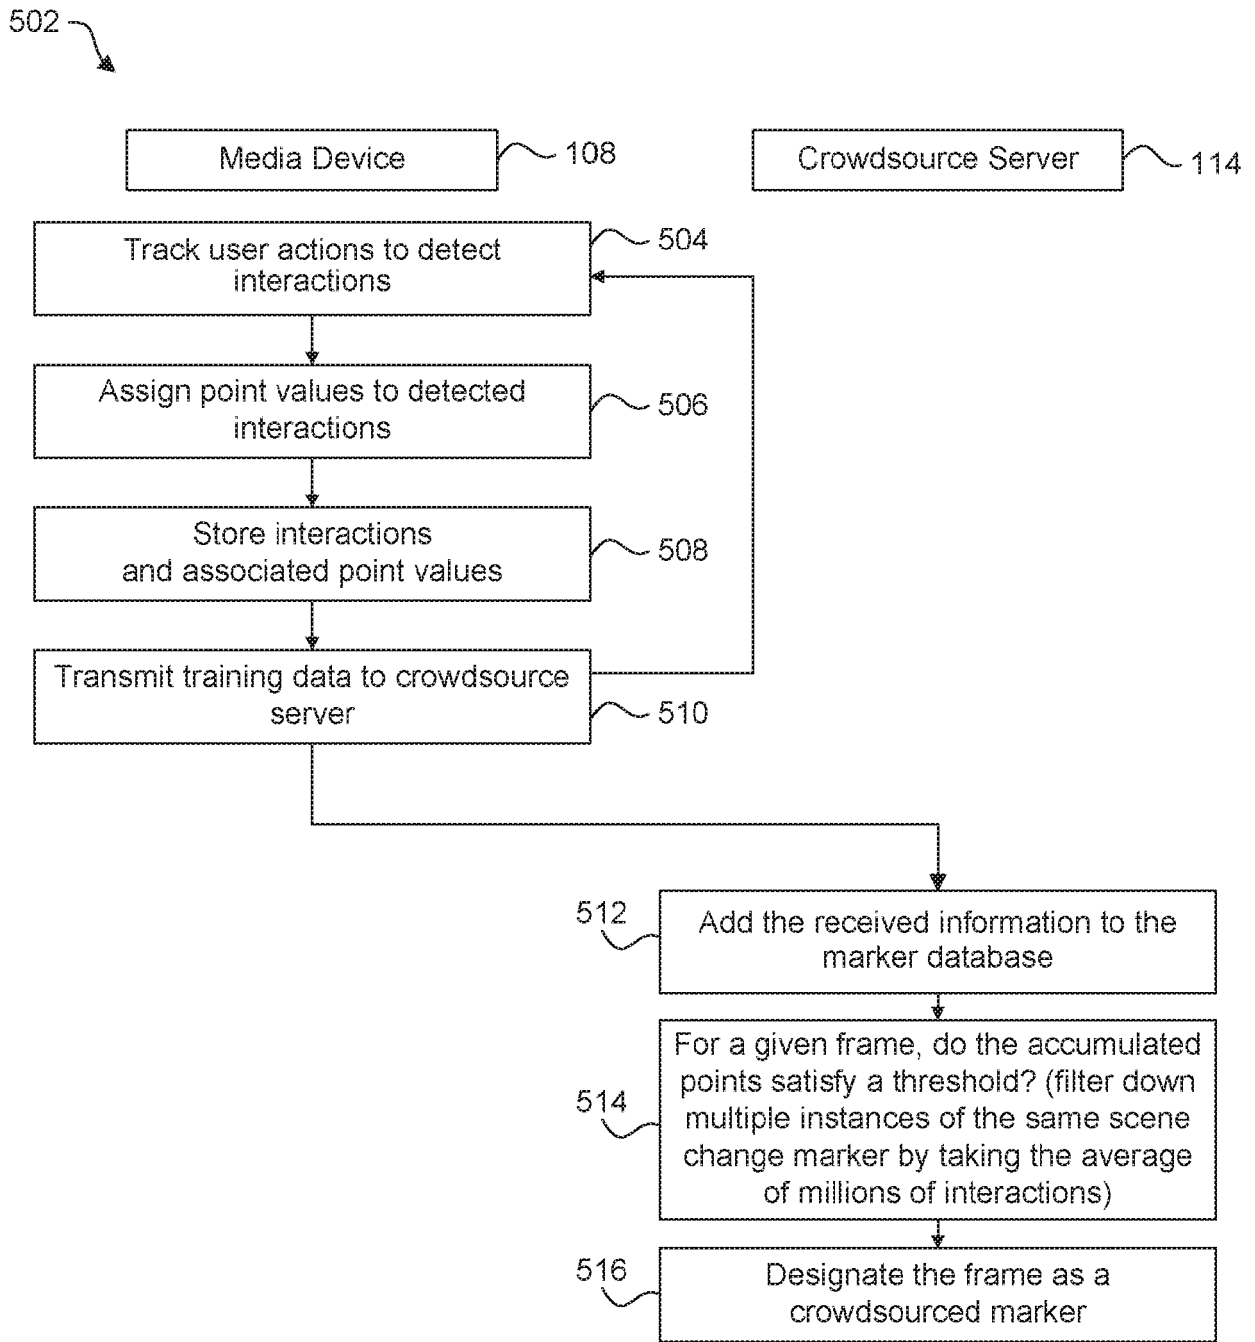 502
Media Device
108
Crowdsource Server
114
Track user actions to detect
interactions
504
Assign point values to detected
interactions
506
Store interactions
and associated point values
508
Transmit training data to crowdsource
server
510
512
Add the received information to the
marker database
514
For a given frame, do the accumulated
points satisfy a threshold? (filter down
multiple instances of the same scene
change marker by taking the average
of millions of interactions)
516
Designate the frame as a
crowdsourced marker